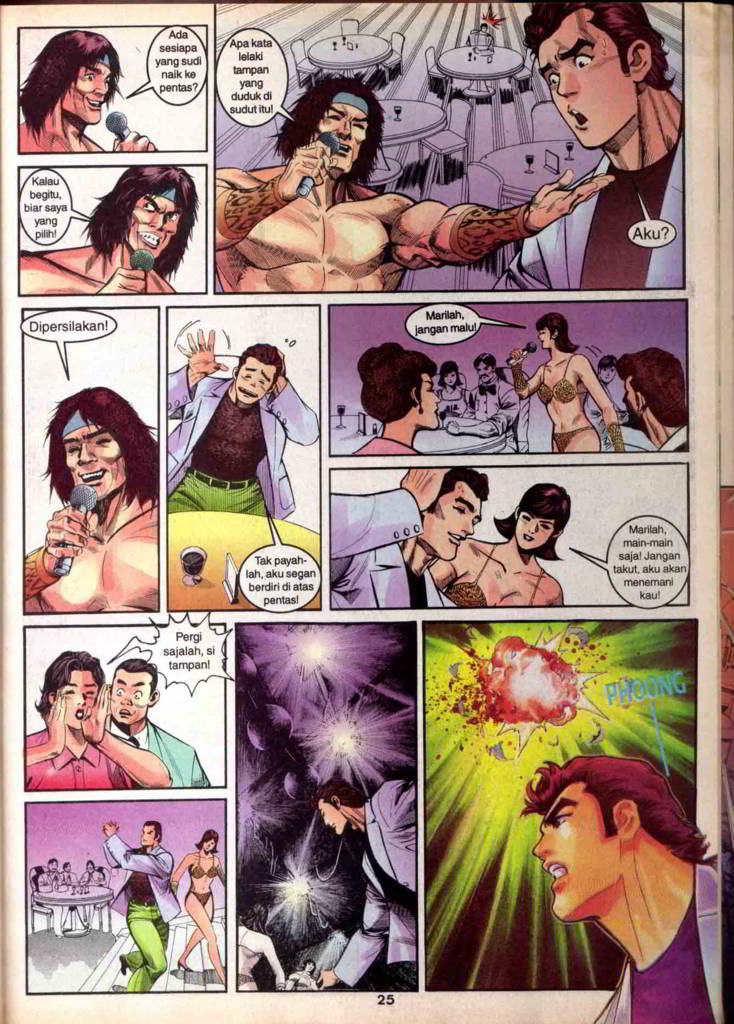 Ada
sesiapa
yang sudi
naik ke
pentas?
Kalau
begitu,
biar saya
yang
pilih!
Apa kata
lelaki
tampan
yang
duduk di
sudut itu!
Aku?
Dipersilakan!
Tak payah-
lah, aku segan
berdiri di atas
pentas!
Marilah,
jangan malu!
Marilah,
main-main
saja! Jangan
takut, aku akan
menemani
kau!
Pergi
sajalah, si
tampan!
PHOONG
25